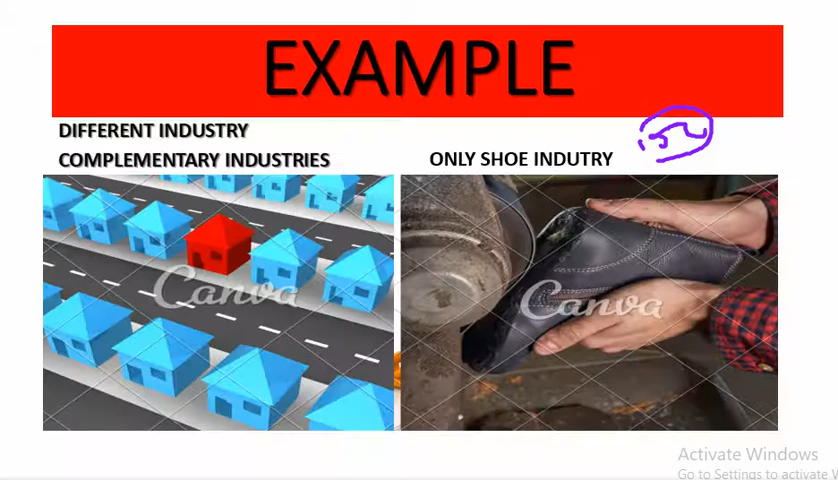 EXAMPLE
DIFFERENT INDUSTRY
COMPLEMENTARY INDUSTRIES
ONLY SHOE INDUTRY
Canva
Canva
Activate Windows
Go to Settings to activate W